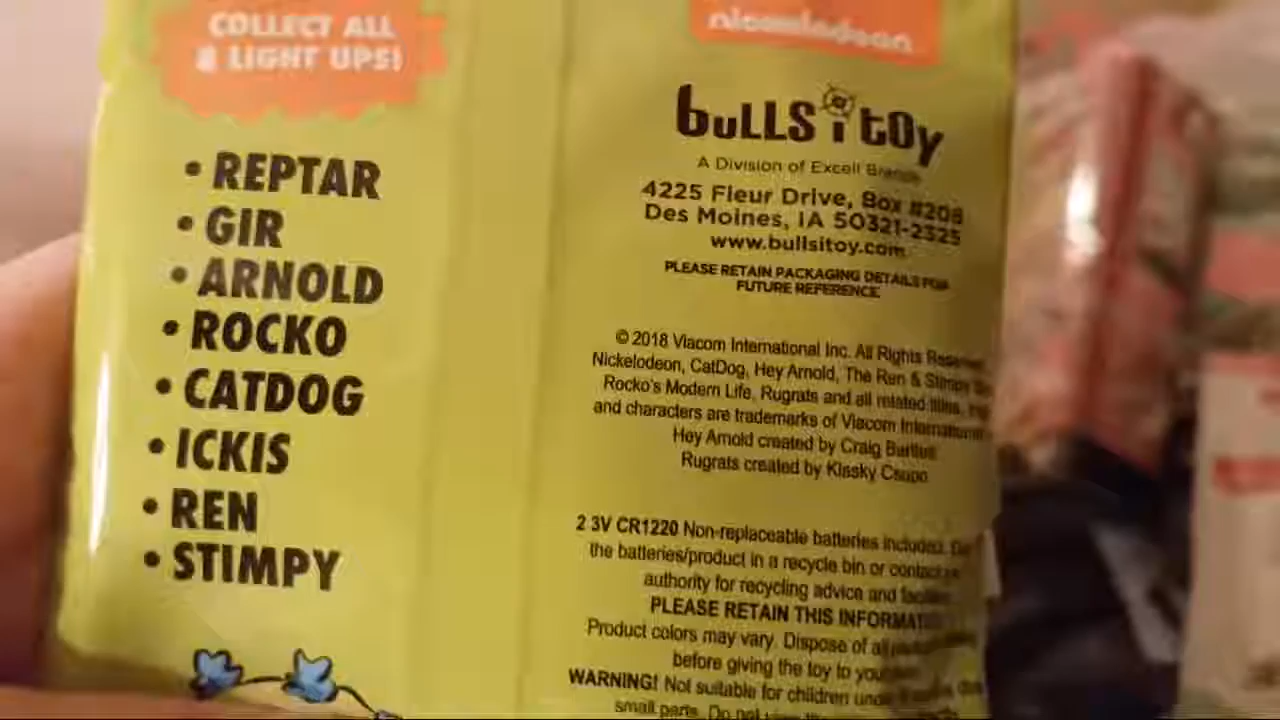 COLLECT ALL
8 LIGHT UPS!
• REPTAR
• GIR
• ARNOLD
• ROCKO
• CATDOG
• ICKIS
• REN
• STIMPY
nickelodeon
bulls i toy
A Division of Excell Brands
4225 Fleur Drive, Box #208
Des Moines, IA 50321-2325
www.bullsitoy.com
PLEASE RETAIN PACKAGING DETAILS FOR
FUTURE REFERENCE.
© 2018 Viacom International Inc. All Rights Reserved
Nickelodeon, CatDog, Hey Arnold, The Ren & Stimpy
Rocko's Modern Life, Rugrats and all related titles,
and characters are trademarks of Viacom International
Hey Arnold created by Craig Bartlett
Rugrats created by Klasky Csupo
2 3V CR1220 Non-replaceable batteries included.
the batteries/product in a recycle bin or contact
authority for recycling advice and
PLEASE RETAIN THIS
Product colors may vary. Dispose of all
before giving the toy to
WARNING! Not suitable for children
small parts. Do not